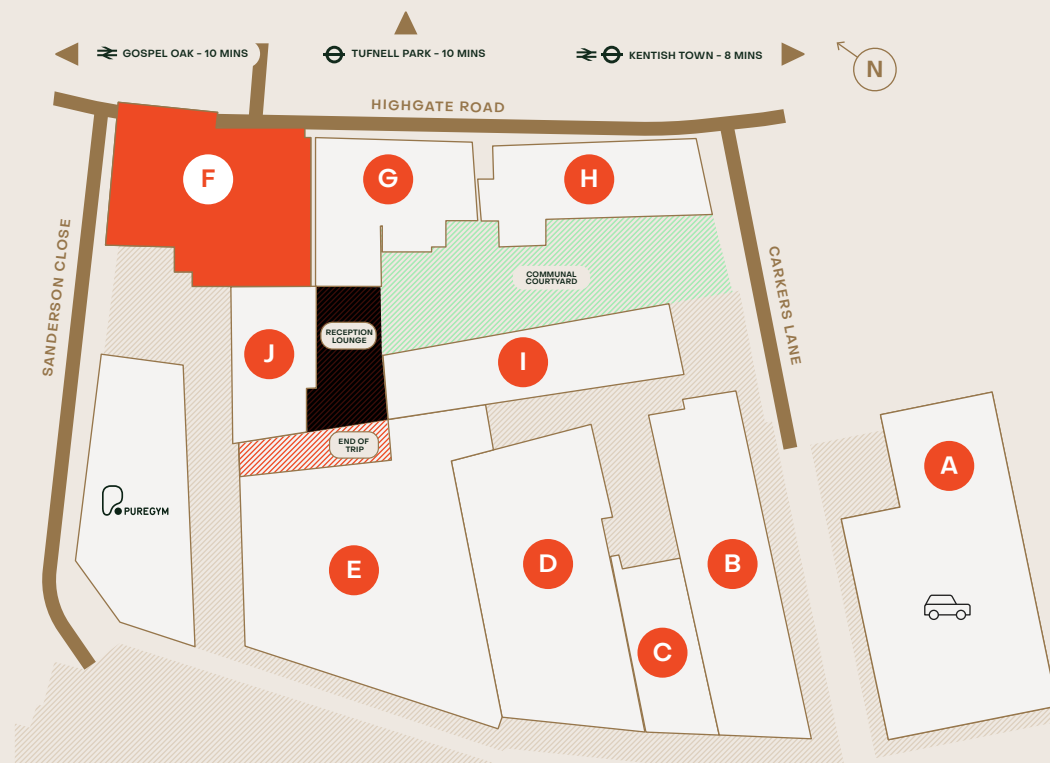 GOSPEL OAK – 10 MINS
TUFNELL PARK – 10 MINS
KENTISH TOWN – 8 MINS
N
HIGHGATE ROAD
F
G
H
SANDERSON CLOSE
CARKERS LANE
COMMUNAL
COURTYARD
RECEPTION
LOUNGE
J
I
END OF
TRIP
A
PUREGYM
E
D
B
C